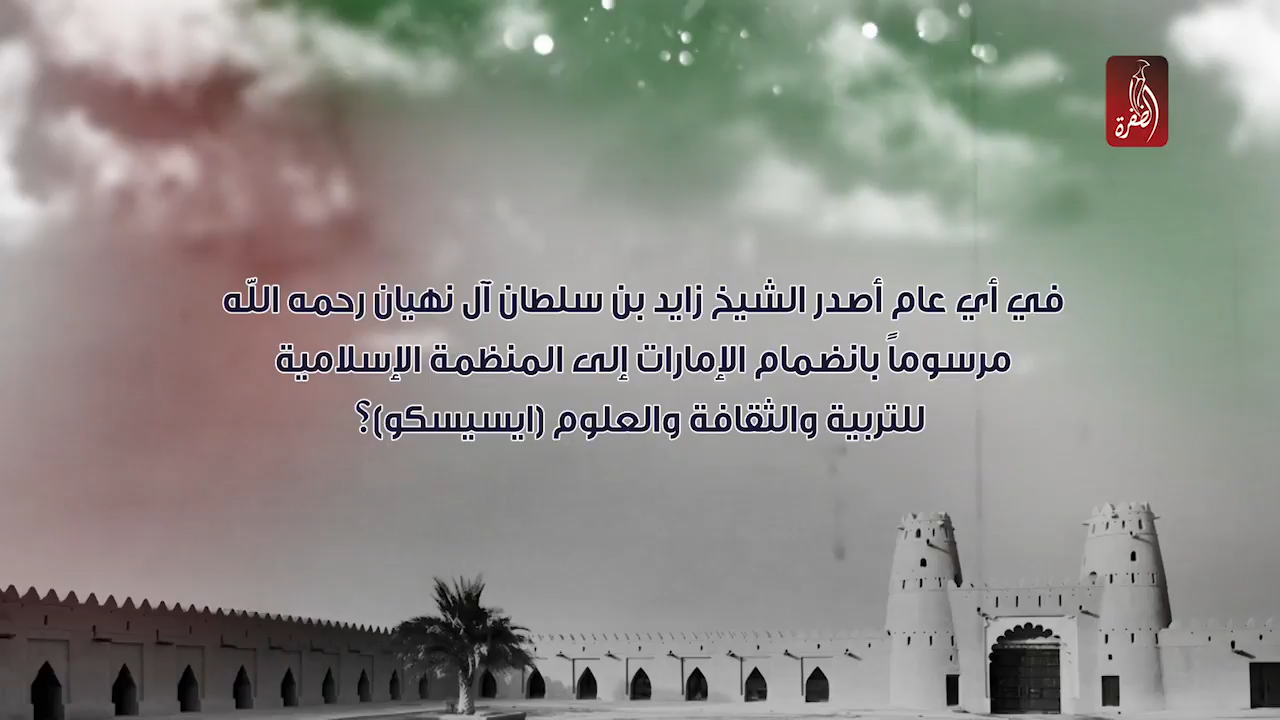 الظفرة
في أي عام أصدر الشيخ زايد بن سلطان آل نهيان رحمه الله
مرسوماً بانضمام الإمارات إلى المنظمة الإسلامية
للتربية والثقافة والعلوم (ايسيسكو)؟